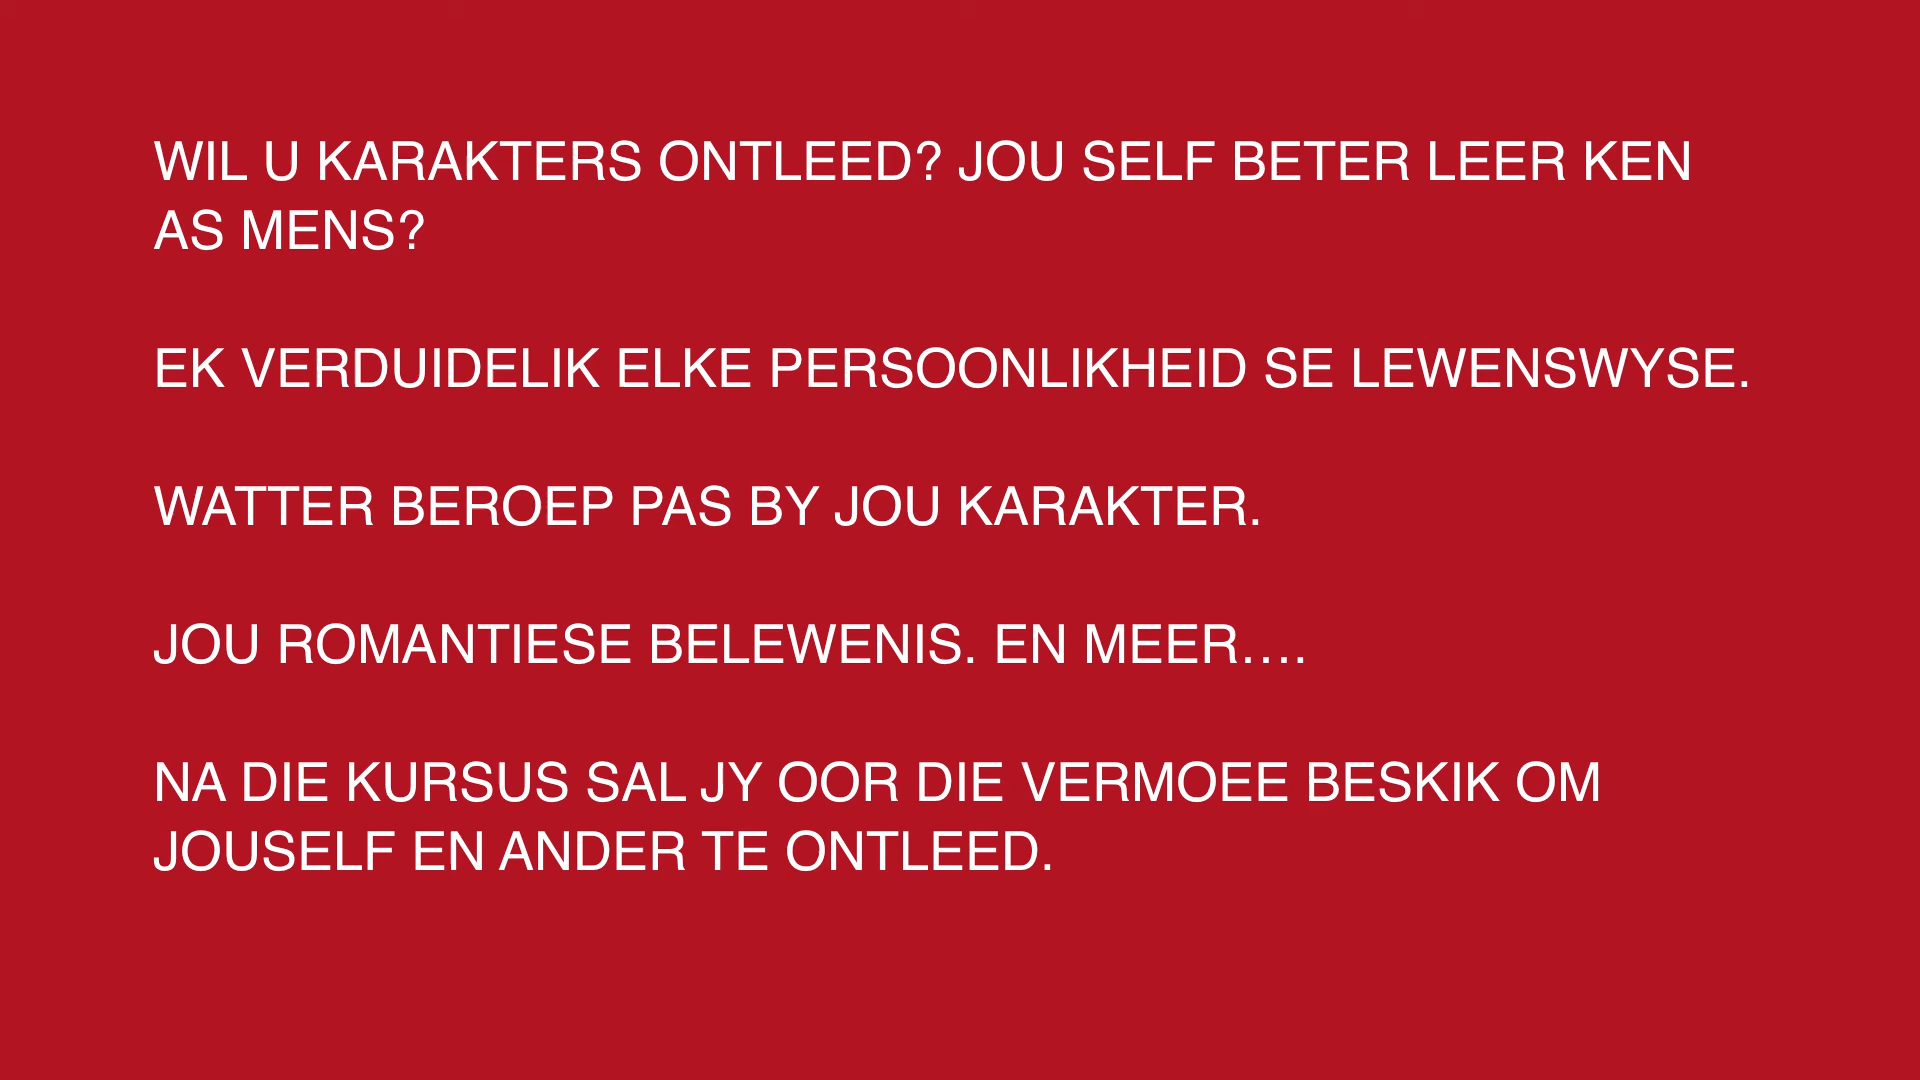 WIL U KARAKTERS ONTLEED? JOU SELF BETER LEER KEN
AS MENS?
EK VERDUIDELIK ELKE PERSOONLIKHEID SE LEWENSWYSE.
WATTER BEROEP PAS BY JOU KARAKTER.
JOU ROMANTIESE BELEWENIS. EN MEER….
NA DIE KURSUS SAL JY OOR DIE VERMOEE BESKIK OM
JOUSELF EN ANDER TE ONTLEED.